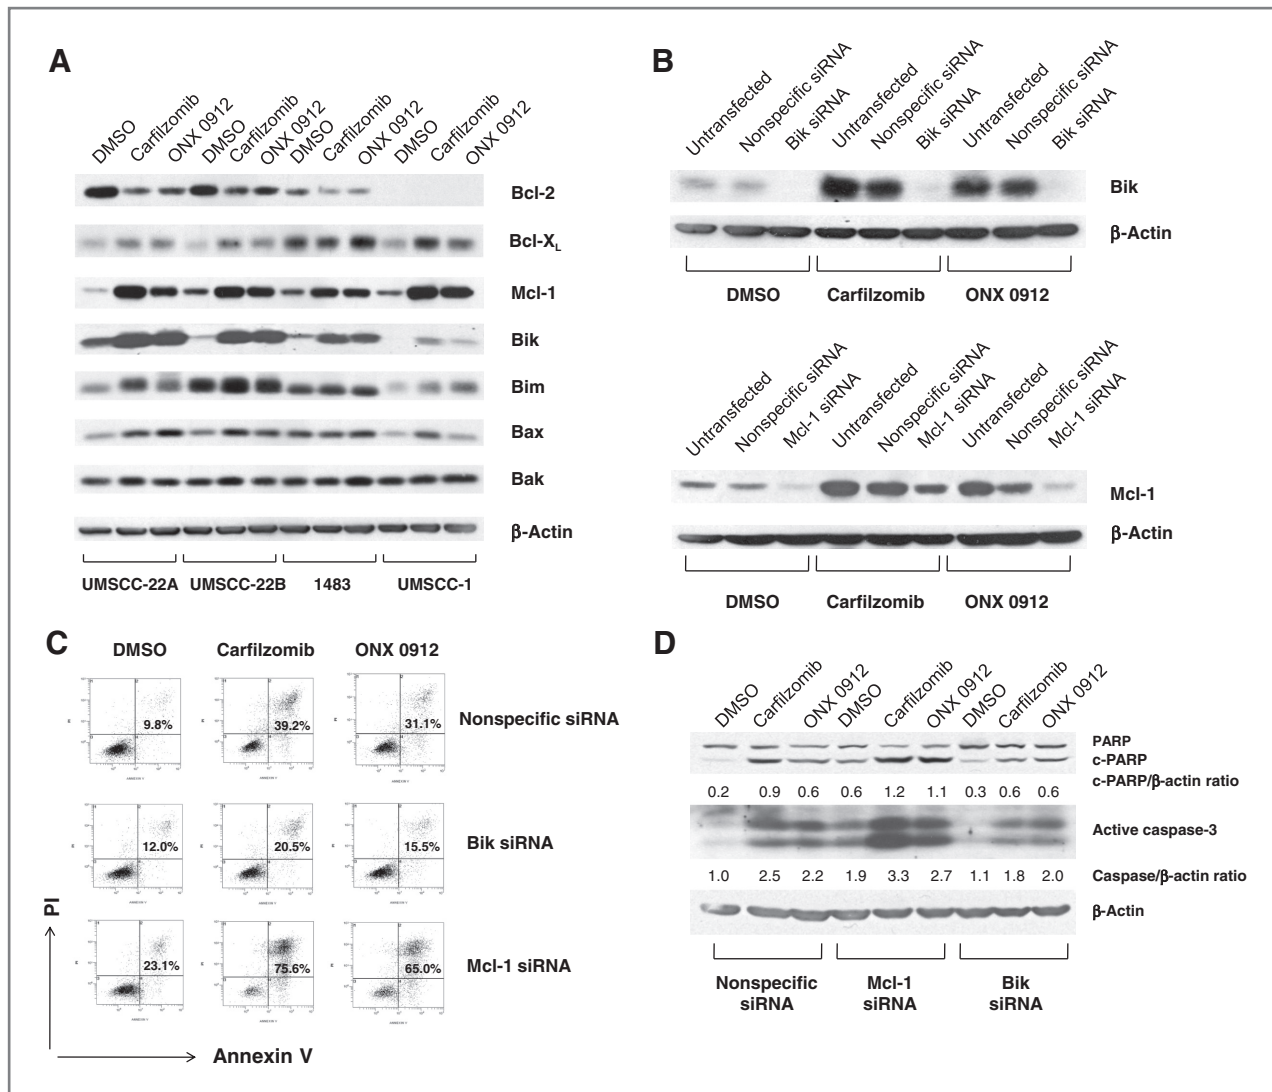 A
DMSO
Carfilzomib
ONX 0912
DMSO
Carfilzomib
ONX 0912
DMSO
Carfilzomib
ONX 0912
DMSO
Carfilzomib
ONX 0912
Bcl-2
Bcl-XL
Mcl-1
Bik
Bim
Bax
Bak
β-Actin
UMSCC-22A UMSCC-22B 1483 UMSCC-1
B
Untransfected
Nonspecific siRNA
Bik siRNA
Untransfected
Nonspecific siRNA
Bik siRNA
Untransfected
Nonspecific siRNA
Bik siRNA
Bik
β-Actin
DMSO Carfilzomib ONX 0912
Untransfected
Nonspecific siRNA
Mcl-1 siRNA
Untransfected
Nonspecific siRNA
Mcl-1 siRNA
Untransfected
Nonspecific siRNA
Mcl-1 siRNA
Mcl-1
β-Actin
DMSO Carfilzomib ONX 0912
C
DMSO Carfilzomib ONX 0912
9.8% 39.2% 31.1% Nonspecific siRNA
ANNEXIN V ANNEXIN V ANNEXIN V
12.0% 20.5% 15.5% Bik siRNA
ANNEXIN V ANNEXIN V ANNEXIN V
23.1% 75.6% 65.0% Mcl-1 siRNA
ANNEXIN V ANNEXIN V ANNEXIN V
PI
Annexin V
D
DMSO
Carfilzomib
ONX 0912
DMSO
Carfilzomib
ONX 0912
DMSO
Carfilzomib
ONX 0912
PARP
c-PARP
c-PARP/β-actin ratio
0.2 0.9 0.6 0.6 1.2 1.1 0.3 0.6 0.6
Active caspase-3
1.0 2.5 2.2 1.9 3.3 2.7 1.1 1.8 2.0 Caspase/β-actin ratio
β-Actin
Nonspecific siRNA
Mcl-1 siRNA
Bik siRNA